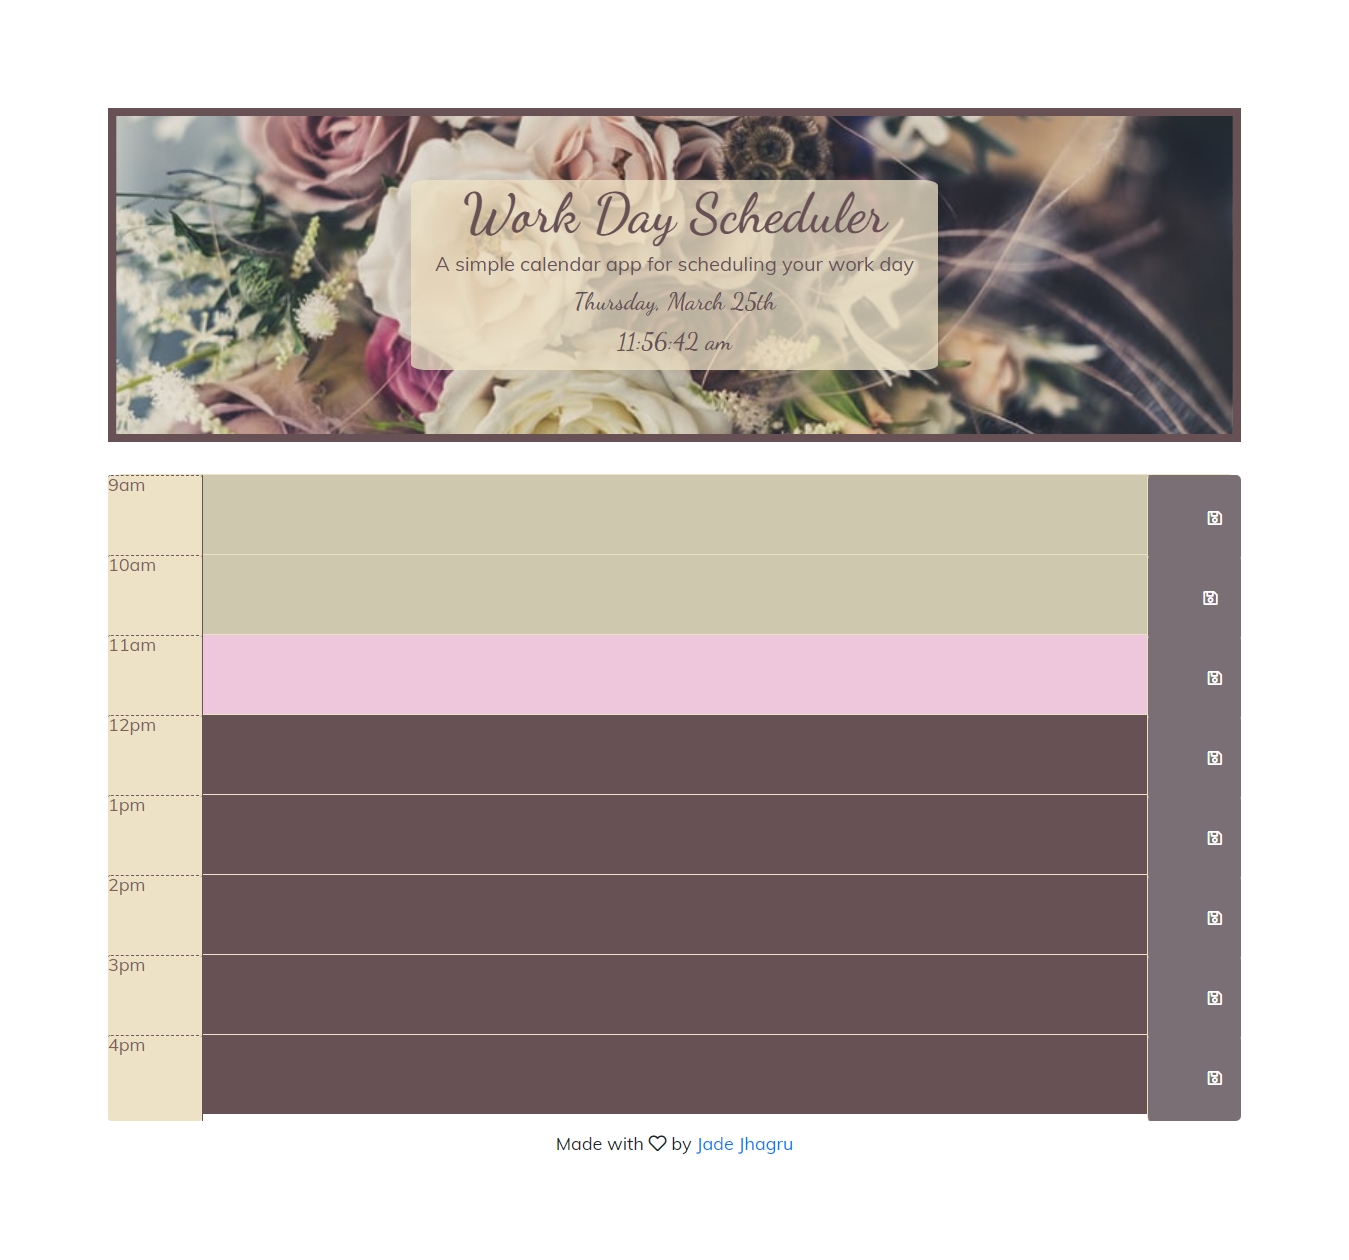 Work Day Scheduler
A simple calendar app for scheduling your work day
Thursday, March 25th
11:56:42 am
9am
10am
11am
12pm
1pm
2pm
3pm
4pm
Made with ♡ by Jade Jhagru